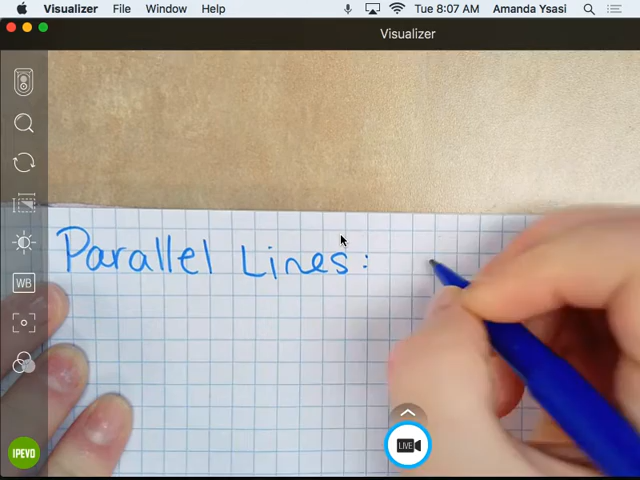 Visualizer File Window Help Tue 8:07 AM Amanda Ysasi
Visualizer
Parallel Lines:
WB
IPEVO
LIVE